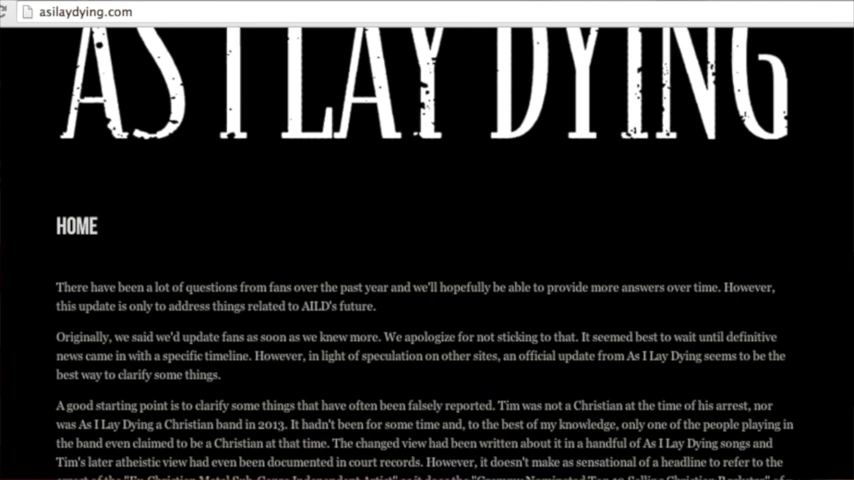 asilaydying.com
AS I LAY DYING
HOME
There have been a lot of questions from fans over the past year and we'll hopefully be able to provide more answers over time. However,
this update is only to address things related to AILD's future.
Originally, we said we'd update fans as soon as we knew more. We apologize for not sticking to that. It seemed best to wait until definitive
news came in with a specific timeline. However, in light of speculation on other sites, an official update from As I Lay Dying seems to be the
best way to clarify some things.
A good starting point is to clarify some things that have often been falsely reported. Tim was not a Christian at the time of his arrest, nor
was As I Lay Dying a Christian band in 2013. It hadn't been for some time and, to the best of my knowledge, only one of the people playing in
the band even claimed to be a Christian at that time. The changed view had been written about it in a handful of As I Lay Dying songs and
Tim's later atheistic view had even been documented in court records. However, it doesn't make as sensational of a headline to refer to the